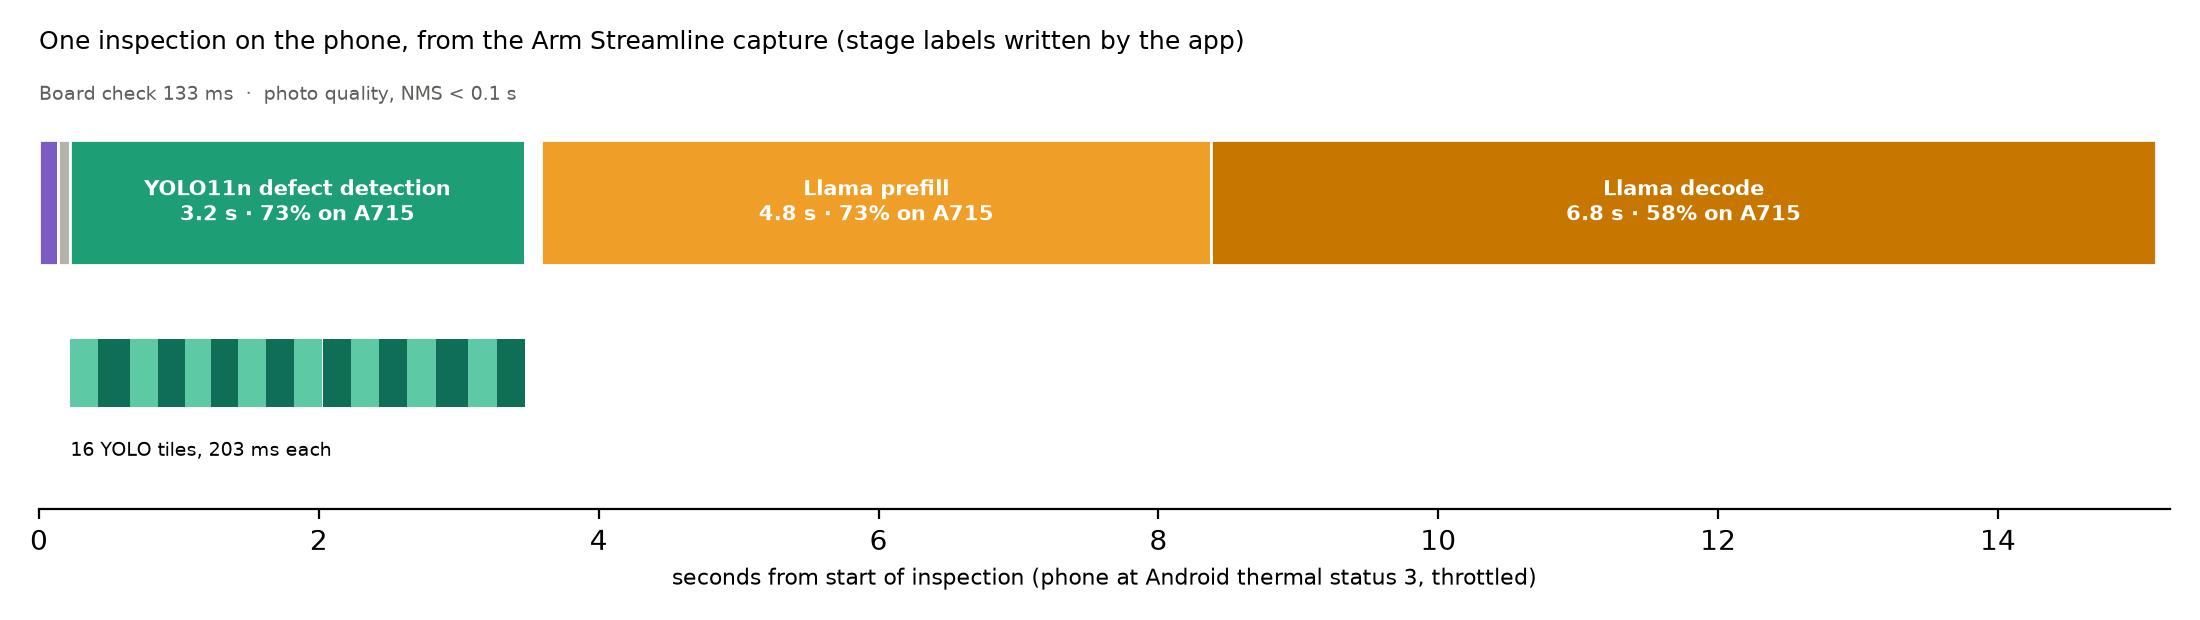 One inspection on the phone, from the Arm Streamline capture (stage labels written by the app)
Board check 133 ms · photo quality, NMS < 0.1 s
YOLO11n defect detection
3.2 s · 73% on A715
Llama prefill
4.8 s · 73% on A715
Llama decode
6.8 s · 58% on A715
16 YOLO tiles, 203 ms each
0 2 4 6 8 10 12 14
seconds from start of inspection (phone at Android thermal status 3, throttled)